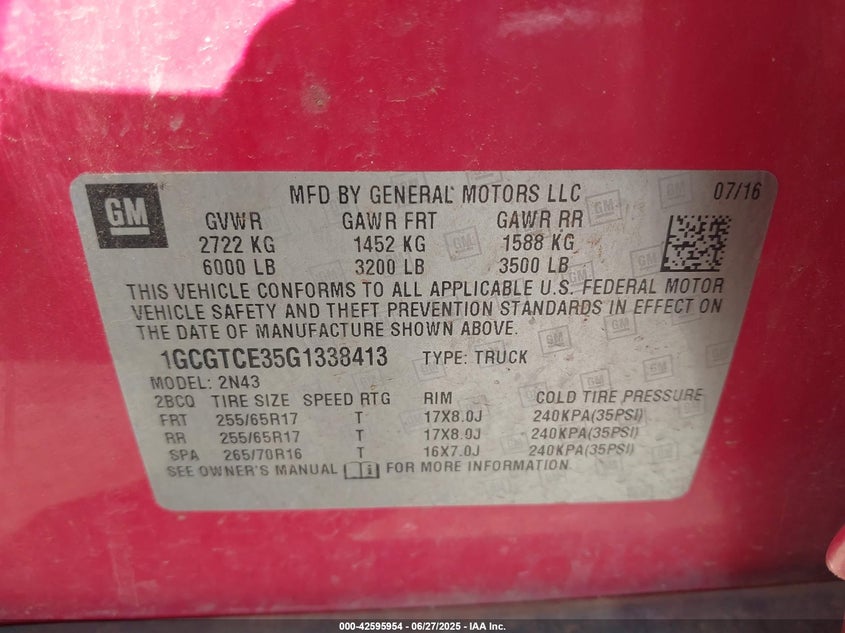 GM
MFD BY GENERAL MOTORS LLC 07/16
GVWR GAWR FRT GAWR RR
2722 KG 1452 KG 1588 KG
6000 LB 3200 LB 3500 LB
THIS VEHICLE CONFORMS TO ALL APPLICABLE U.S. FEDERAL MOTOR
VEHICLE SAFETY AND THEFT PREVENTION STANDARDS IN EFFECT ON
THE DATE OF MANUFACTURE SHOWN ABOVE.
1GCGTCE35G1338413 TYPE: TRUCK
MODEL: 2N43
2BCQ TIRE SIZE SPEED RTG RIM COLD TIRE PRESSURE
FRT 255/65R17 T 17X8.0J 240KPA(35PSI)
RR 255/65R17 T 17X8.0J 240KPA(35PSI)
SPA 265/70R16 T 16X7.0J 240KPA(35PSI)
SEE OWNER'S MANUAL FOR MORE INFORMATION.
000-42595954 | 06/27/2025 - IAA Inc.